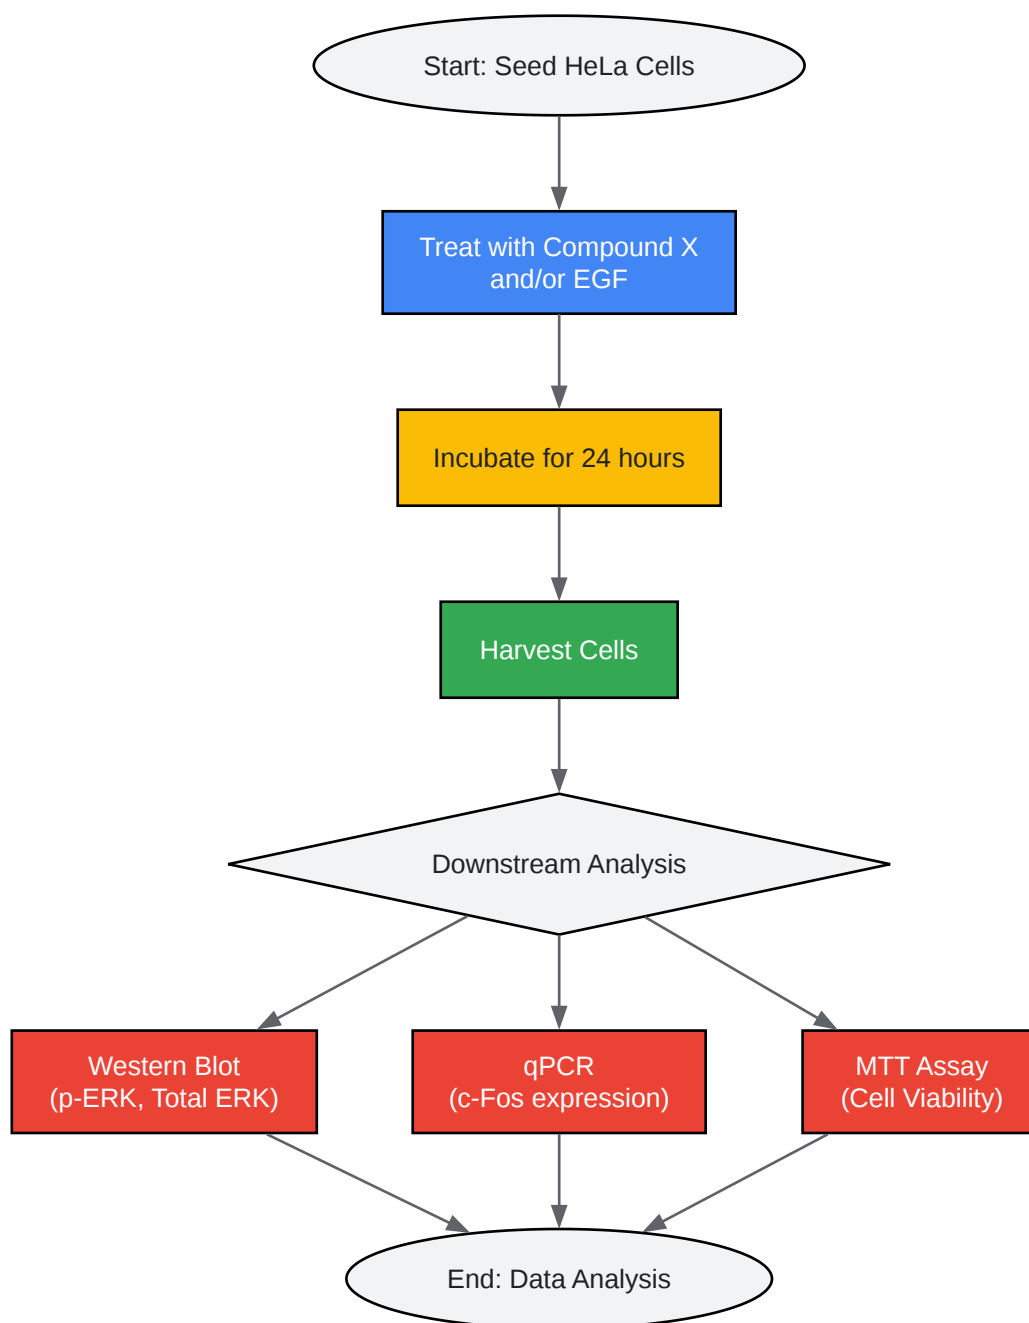 Start: Seed HeLa Cells
Treat with Compound X
and/or EGF
Incubate for 24 hours
Harvest Cells
Downstream Analysis
Western Blot
(p-ERK, Total ERK)
qPCR
(c-Fos expression)
MTT Assay
(Cell Viability)
End: Data Analysis